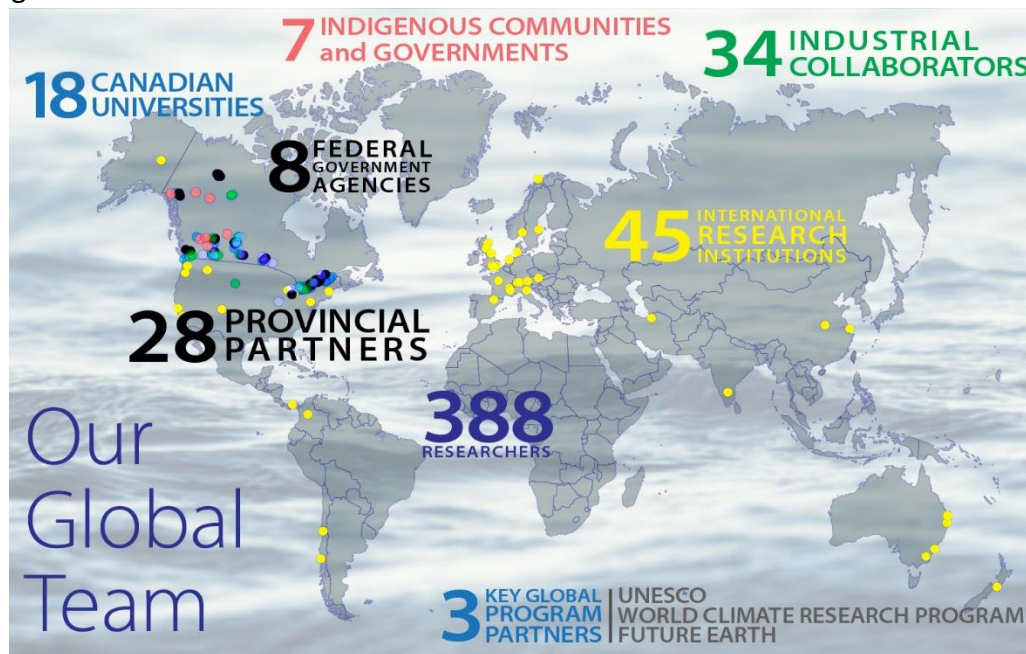 7 INDIGENOUS COMMUNITIES
and GOVERNMENTS
34 INDUSTRIAL
COLLABORATORS
18 CANADIAN
UNIVERSITIES
8 FEDERAL
GOVERNMENT
AGENCIES
45 INTERNATIONAL
RESEARCH
INSTITUTIONS
28 PROVINCIAL
PARTNERS
388
RESEARCHERS
Our
Global
Team
3 KEY GLOBAL
PROGRAM
PARTNERS
UNESCO
WORLD CLIMATE RESEARCH PROGRAM
FUTURE EARTH